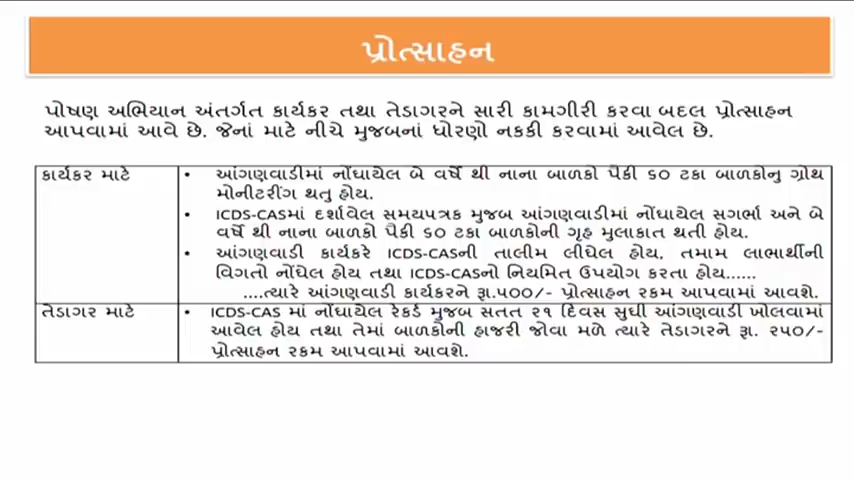 પ્રોત્સાહન
પોષણ અભિયાન અંતર્ગત કાર્યકર તથા તેડાગરને સારી કામગીરી કરવા બદલ પ્રોત્સાહન
આપવામાં આવે છે. જેનાં માટે નીચે મુજબનાં ધોરણો નકકી કરવામાં આવેલ છે.
કાર્યકર માટે
• આંગણવાડીમાં નોંધાયેલ બે વર્ષે થી નાના બાળકો પૈકી ૬૦ ટકા બાળકોનુ ગ્રોથ
મોનીટરીંગ થતુ હોય.
• ICDS-CASમાં દર્શાવેલ સમયપત્રક મુજબ આંગણવાડીમાં નોંધાયેલ સગર્ભા અને બે
વર્ષે થી નાના બાળકો પૈકી ૬૦ ટકા બાળકોની ગૃહ મુલાકાત થતી હોય.
• આંગણવાડી કાર્યકરે ICDS-CASની તાલીમ લીધેલ હોય, તમામ લાભાર્થીની
વિગતો નોંધેલ હોય તથા ICDS-CASનો નિયમિત ઉપયોગ કરતા હોય......
....ત્યારે આંગણવાડી કાર્યકરને રૂા.૫૦૦/- પ્રોત્સાહન રકમ આપવામાં આવશે.
તેડાગર માટે
• ICDS-CAS માં નોંધાયેલ રેકર્ડ મુજબ સતત ૨૧ દિવસ સુધી આંગણવાડી ખોલવામાં
આવેલ હોય તથા તેમાં બાળકોની હાજરી જોવા મળે ત્યારે તેડાગરને રૂા. ૨૫૦/-
પ્રોત્સાહન રકમ આપવામાં આવશે.